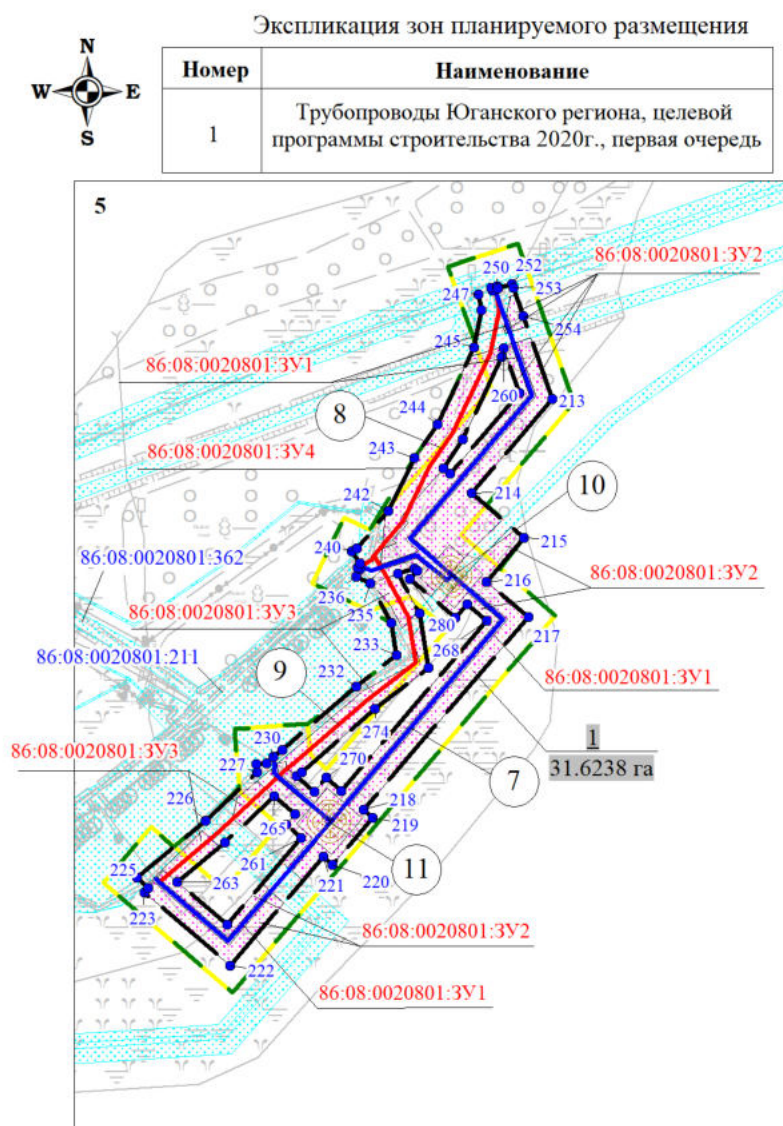 Экспликация зон планируемого размещения
N
W E
S
Номер Наименование
1 Трубопроводы Юганского региона, целевой
программы строительства 2020г., первая очередь
5
250 252
86:08:0020801:ЗУ2
247 253
254
245
86:08:0020801:ЗУ1
260
8
213
244
243
86:08:0020801:ЗУ4
214
10
242
215
240
86:08:0020801:362
216
86:08:0020801:ЗУ2
236
235
217
86:08:0020801:ЗУ3
280
268
233
86:08:0020801:211
86:08:0020801:ЗУ1
232
9
274
1
31.6238 га
230
270
86:08:0020801:ЗУ3
227
7
226
218
219
265
261
11
225
263
221
220
223
86:08:0020801:ЗУ2
222
86:08:0020801:ЗУ1